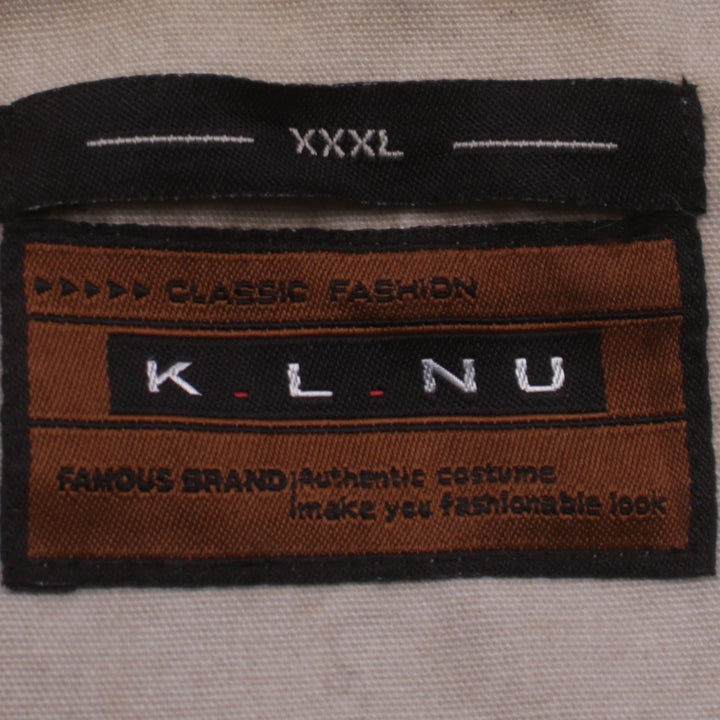 XXXL
CLASSIC FASHION
K.L.NU
FAMOUS BRAND Authentic costume
make you fashionable look